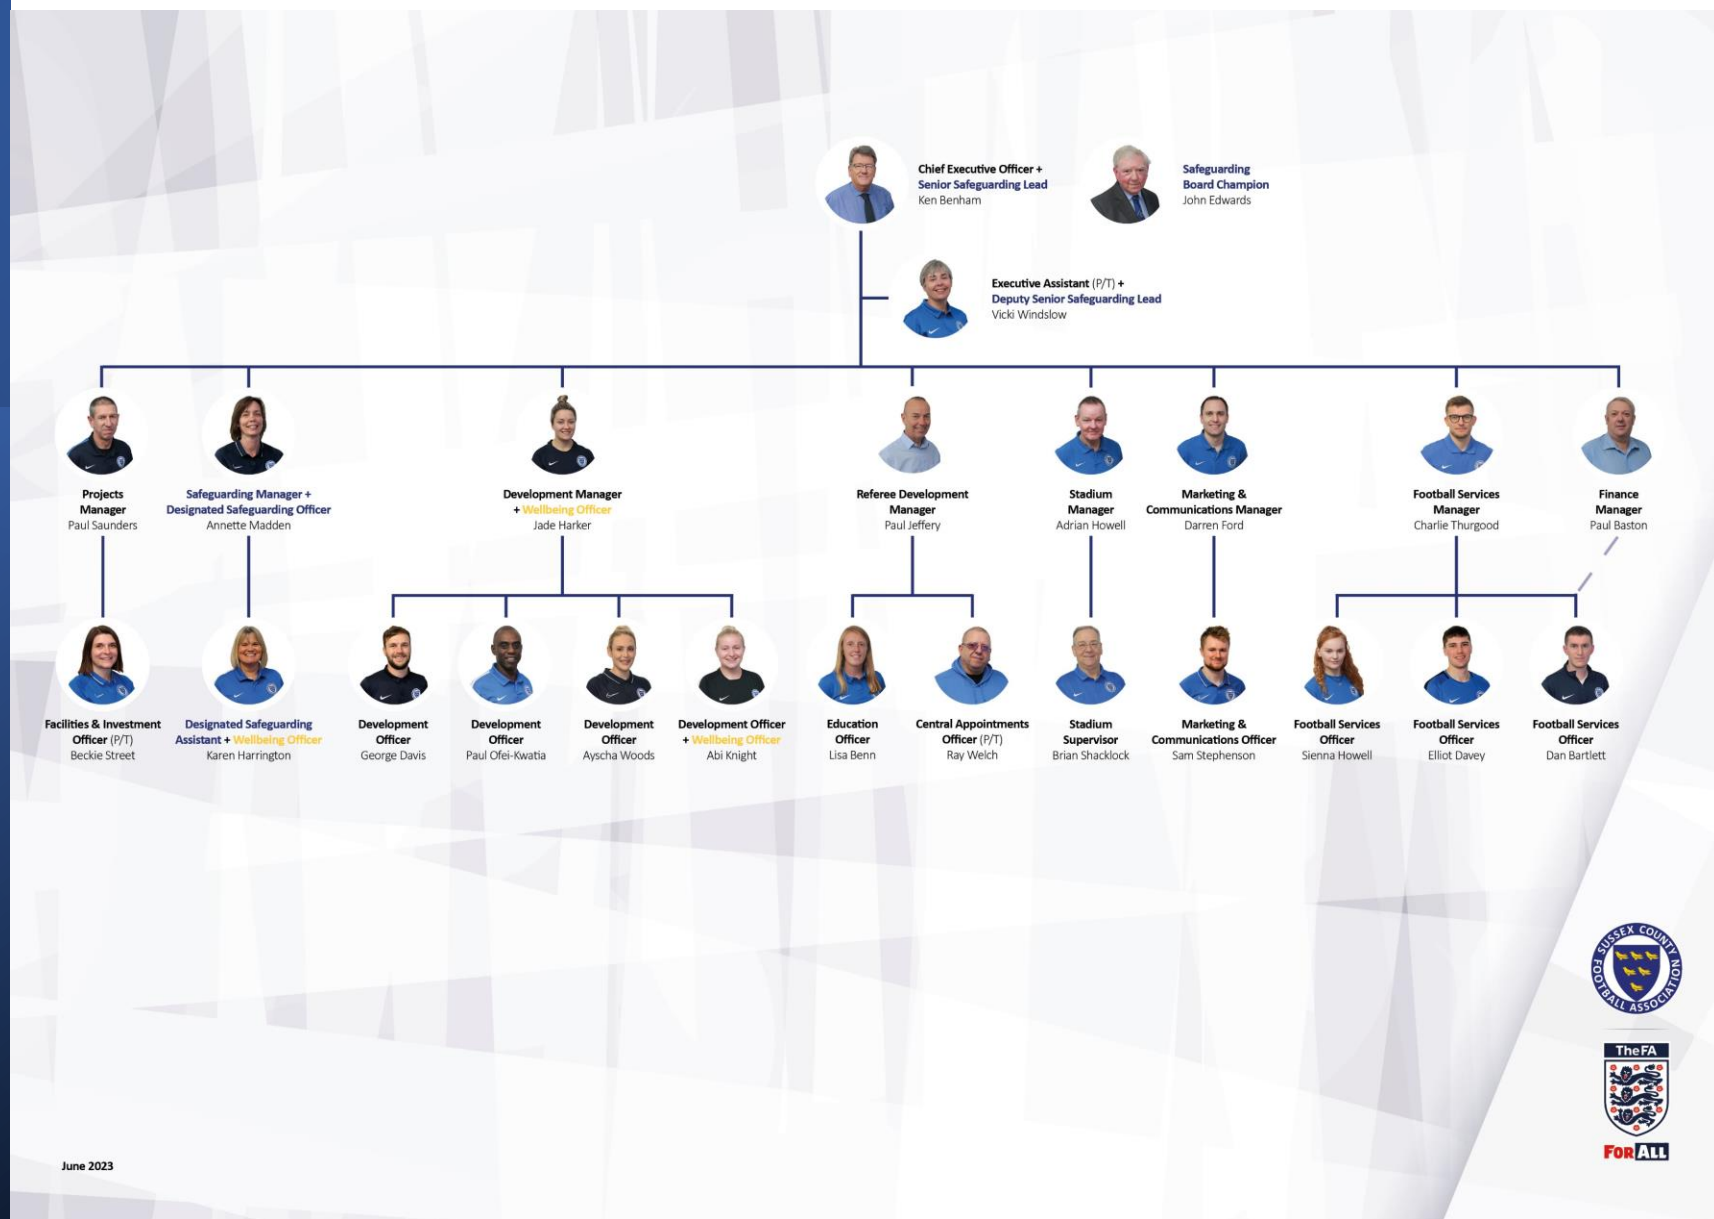 Chief Executive Officer +
Senior Safeguarding Lead
Ken Benham
Safeguarding
Board Champion
John Edwards
Executive Assistant (P/T) +
Deputy Senior Safeguarding Lead
Vicki Windslow
Projects
Manager
Paul Saunders
Safeguarding Manager +
Designated Safeguarding Officer
Annette Madden
Development Manager
+ Wellbeing Officer
Jade Harker
Referee Development
Manager
Paul Jeffery
Stadium
Manager
Adrian Howell
Marketing &
Communications Manager
Darren Ford
Football Services
Manager
Charlie Thurgood
Finance
Manager
Paul Baston
Facilities & Investment
Officer (P/T)
Beckie Street
Designated Safeguarding
Assistant + Wellbeing Officer
Karen Harrington
Development
Officer
George Davis
Development
Officer
Paul Ofei-Kwatia
Development
Officer
Ayscha Woods
Development Officer
+ Wellbeing Officer
Abi Knight
Education
Officer
Lisa Benn
Central Appointments
Officer (P/T)
Ray Welch
Stadium
Supervisor
Brian Shacklock
Marketing &
Communications Officer
Sam Stephenson
Football Services
Officer
Sienna Howell
Football Services
Officer
Elliot Davey
Football Services
Officer
Dan Bartlett
SUSSEX COUNTY
FOOTBALL ASSOCIATION
The FA
FOR ALL
June 2023